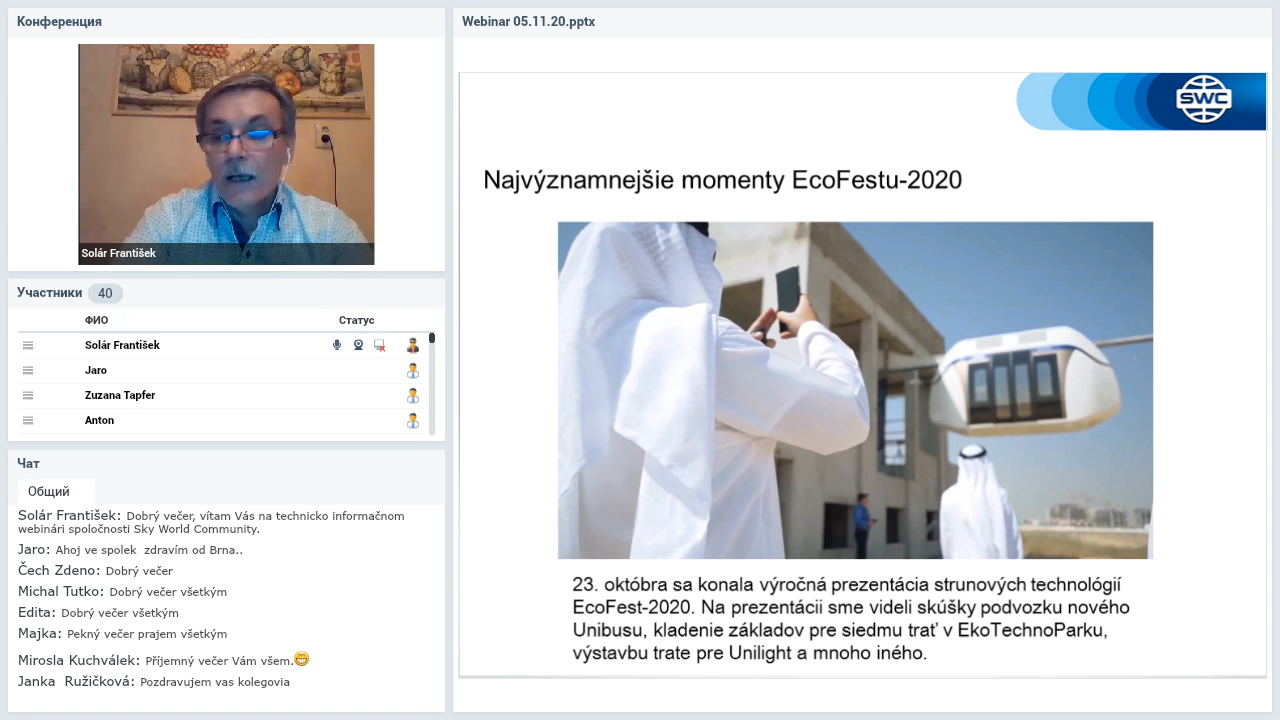 Конференция
Solár František
Участники 40
ФИО Статус
Solár František
Jaro
Zuzana Tapfer
Anton
Чат
Общий
Solár František: Dobrý večer, vítam Vás na technicko informačnom
webinári spoločnosti Sky World Community.
Jaro: Ahoj ve spolek zdravím od Brna..
Čech Zdeno: Dobrý večer
Michal Tutko: Dobrý večer všetkým
Edita: Dobrý večer všetkým
Majka: Pekný večer prajem všetkým
Mirosla Kuchválek: Příjemný večer Vám všem.
Janka Ružičková: Pozdravujem vas kolegovia
Webinar 05.11.20.pptx
SWC
Najvýznamnejšie momenty EcoFestu-2020
23. októbra sa konala výročná prezentácia strunových technológií
EcoFest-2020. Na prezentácii sme videli skúšky podvozku nového
Unibusu, kladenie základov pre siedmu trať v EkoTechnoParku,
výstavbu trate pre Unilight a mnoho iného.